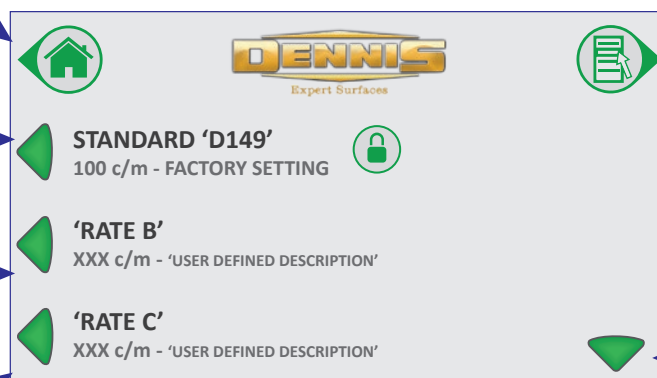 DENNIS
Expert Surfaces
STANDARD ‘D149’
100 c/m - FACTORY SETTING
‘RATE B’
XXX c/m - ‘USER DEFINED DESCRIPTION’
‘RATE C’
XXX c/m - ‘USER DEFINED DESCRIPTION’